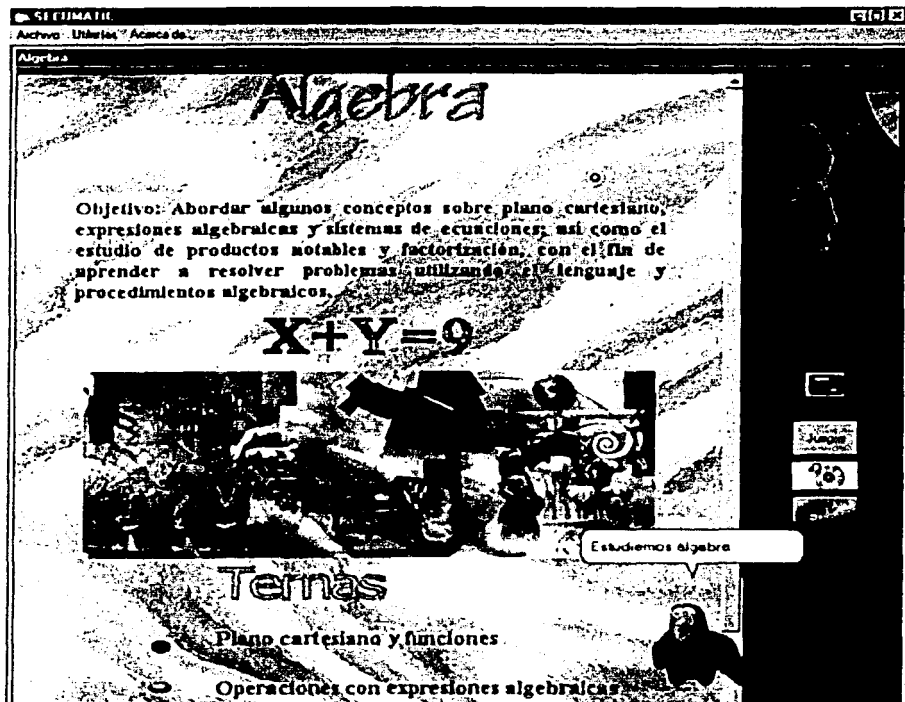 SECUMATIC
Archivo Utilerías Acerca de...
Algebra
Algebra
Objetivo: Abordar algunos conceptos sobre plano cartesiano,
expresiones algebraicas y sistemas de ecuaciones; así como el
estudio de productos notables y factorización, con el fin de
aprender a resolver problemas utilizando el lenguaje y
procedimientos algebraicos.
X+Y=9
Juegos
Estudiemos álgebra
Temas
Plano cartesiano y funciones
Operaciones con expresiones algebraicas